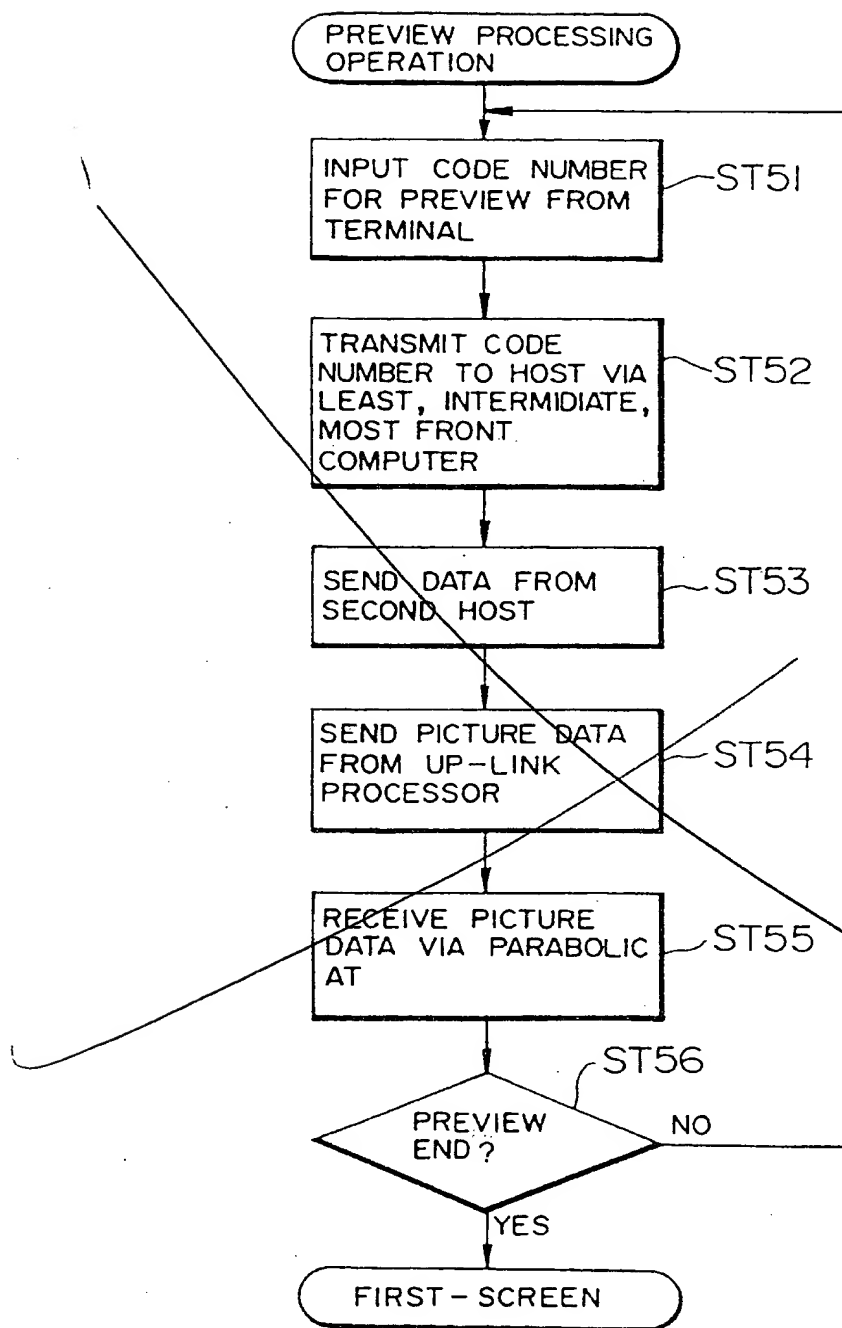 PREVIEW PROCESSING
OPERATION
INPUT CODE NUMBER
FOR PREVIEW FROM
TERMINAL
ST51
TRANSMIT CODE
NUMBER TO HOST VIA
LEAST, INTERMIDIATE,
MOST FRONT
COMPUTER
ST52
SEND DATA FROM
SECOND HOST
ST53
SEND PICTURE DATA
FROM UP-LINK
PROCESSOR
ST54
RECEIVE PICTURE
DATA VIA PARABOLIC
AT
ST55
ST56
PREVIEW
END?
NO
YES
FIRST-SCREEN